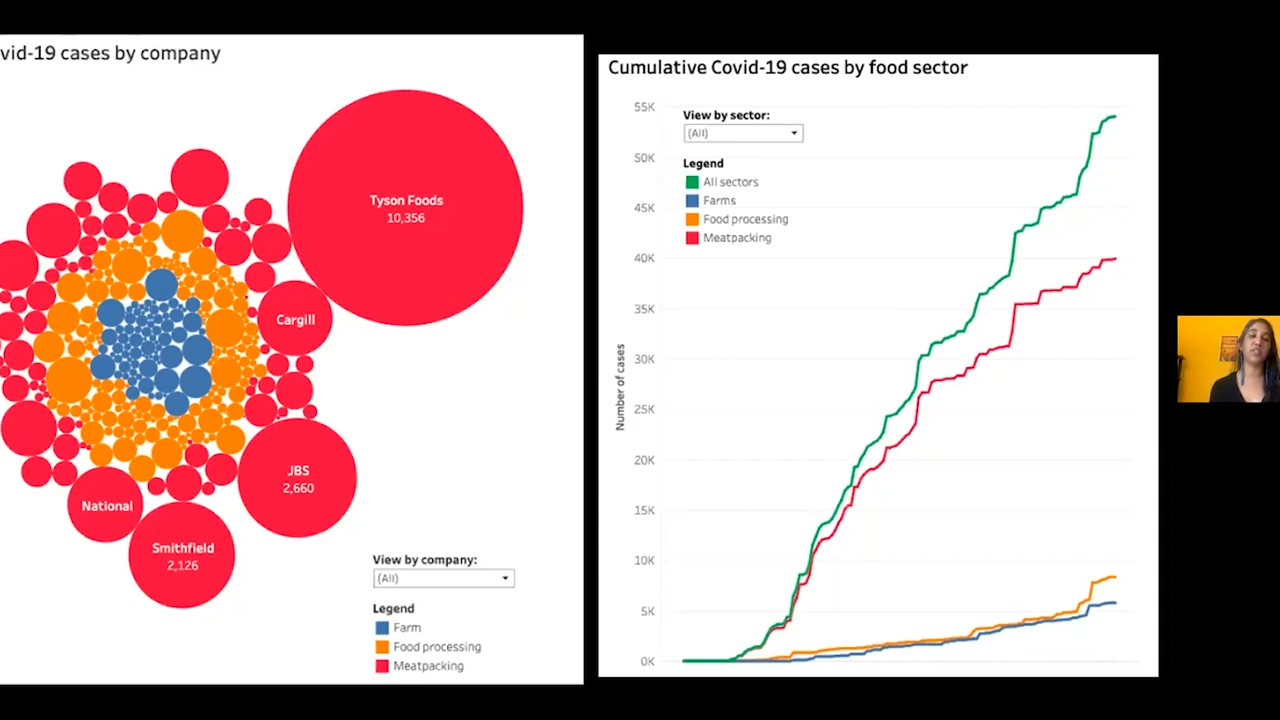 vid-19 cases by company
Tyson Foods
10,356
Cargill
JBS
2,660
National
Smithfield
2,126
View by company:
(All)
Legend
Farm
Food processing
Meatpacking
Cumulative Covid-19 cases by food sector
View by sector:
(All)
Legend
All sectors
Farms
Food processing
Meatpacking
Number of cases
55K
50K
45K
40K
35K
30K
25K
20K
15K
10K
5K
0K